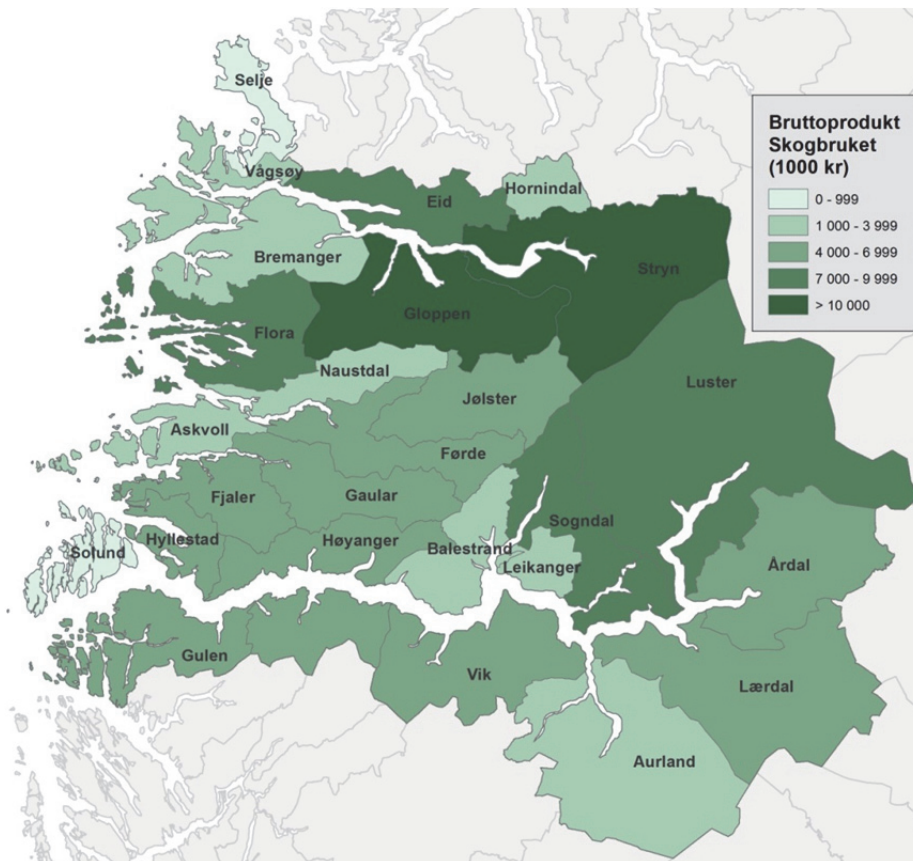 Selje
Vågsøy
Hornindal
Eid
Bremanger
Stryn
Gloppen
Flora
Naustdal
Luster
Jølster
Askvoll
Førde
Fjaler
Gaular
Sogndal
Hyllestad
Høyanger
Solund
Balestrand
Leikanger
Årdal
Gulen
Vik
Lærdal
Aurland
Bruttoprodukt
Skogbruket
(1000 kr)
0 - 999
1 000 - 3 999
4 000 - 6 999
7 000 - 9 999
> 10 000